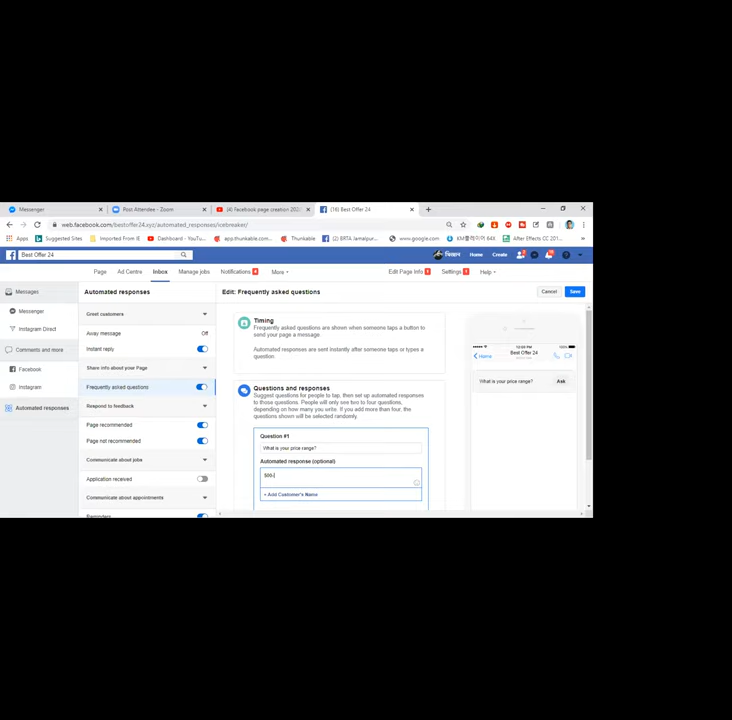 Messenger
Post Attendee - Zoom
(4) Facebook page creation 202
(16) Best Offer 24
web.facebook.com/bestoffer24.xyz/automated_responses/icebreaker/
Apps
Suggested Sites
Imported From IE
Dashboard - YouTu...
app.thunkable.com...
Thunkable
(2) BRTA Jamalpur...
www.google.com
64X
After Effects CC 201...
Best Offer 24
Home
Create
Page
Ad Centre
Inbox
Manage jobs
Notifications
More
Edit Page Info
Settings
Help
Messages
Messenger
Instagram Direct
Comments and more
Facebook
Instagram
Automated responses
Automated responses
Greet customers
Away message
Off
Instant reply
Share info about your Page
Frequently asked questions
Respond to feedback
Page recommended
Page not recommended
Communicate about jobs
Application received
Communicate about appointments
Reminders
Edit: Frequently asked questions
Cancel
Save
Timing
Frequently asked questions are shown when someone taps a button to
send your page a message.
Automated responses are sent instantly after someone taps or types a
question.
Questions and responses
Suggest questions for people to tap, then set up automated responses
to those questions. People will only see two to four questions,
depending on how many you write. If you add more than four, the
questions shown will be selected randomly.
Question #1
What is your price range?
Automated response (optional)
+ Add Customer's Name
Home
Best Offer 24
What is your price range?
Ask